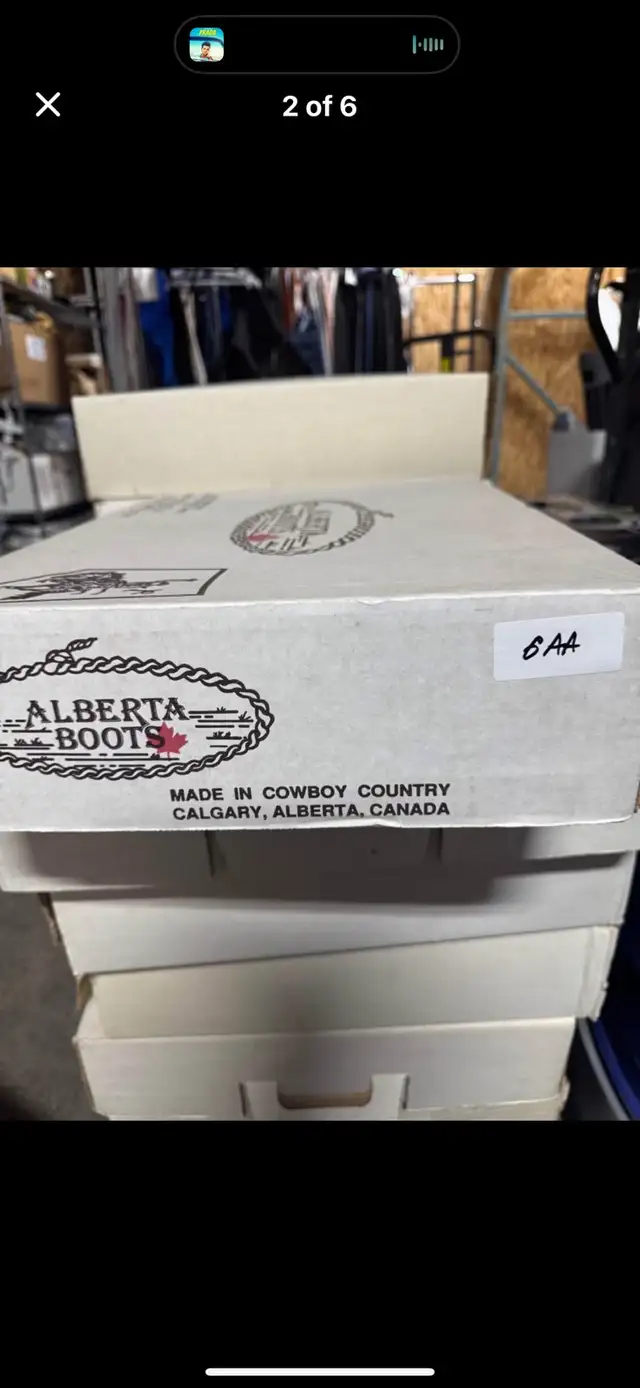 2 of 6
6AA
ALBERTA
BOOTS
MADE IN COWBOY COUNTRY
CALGARY, ALBERTA, CANADA